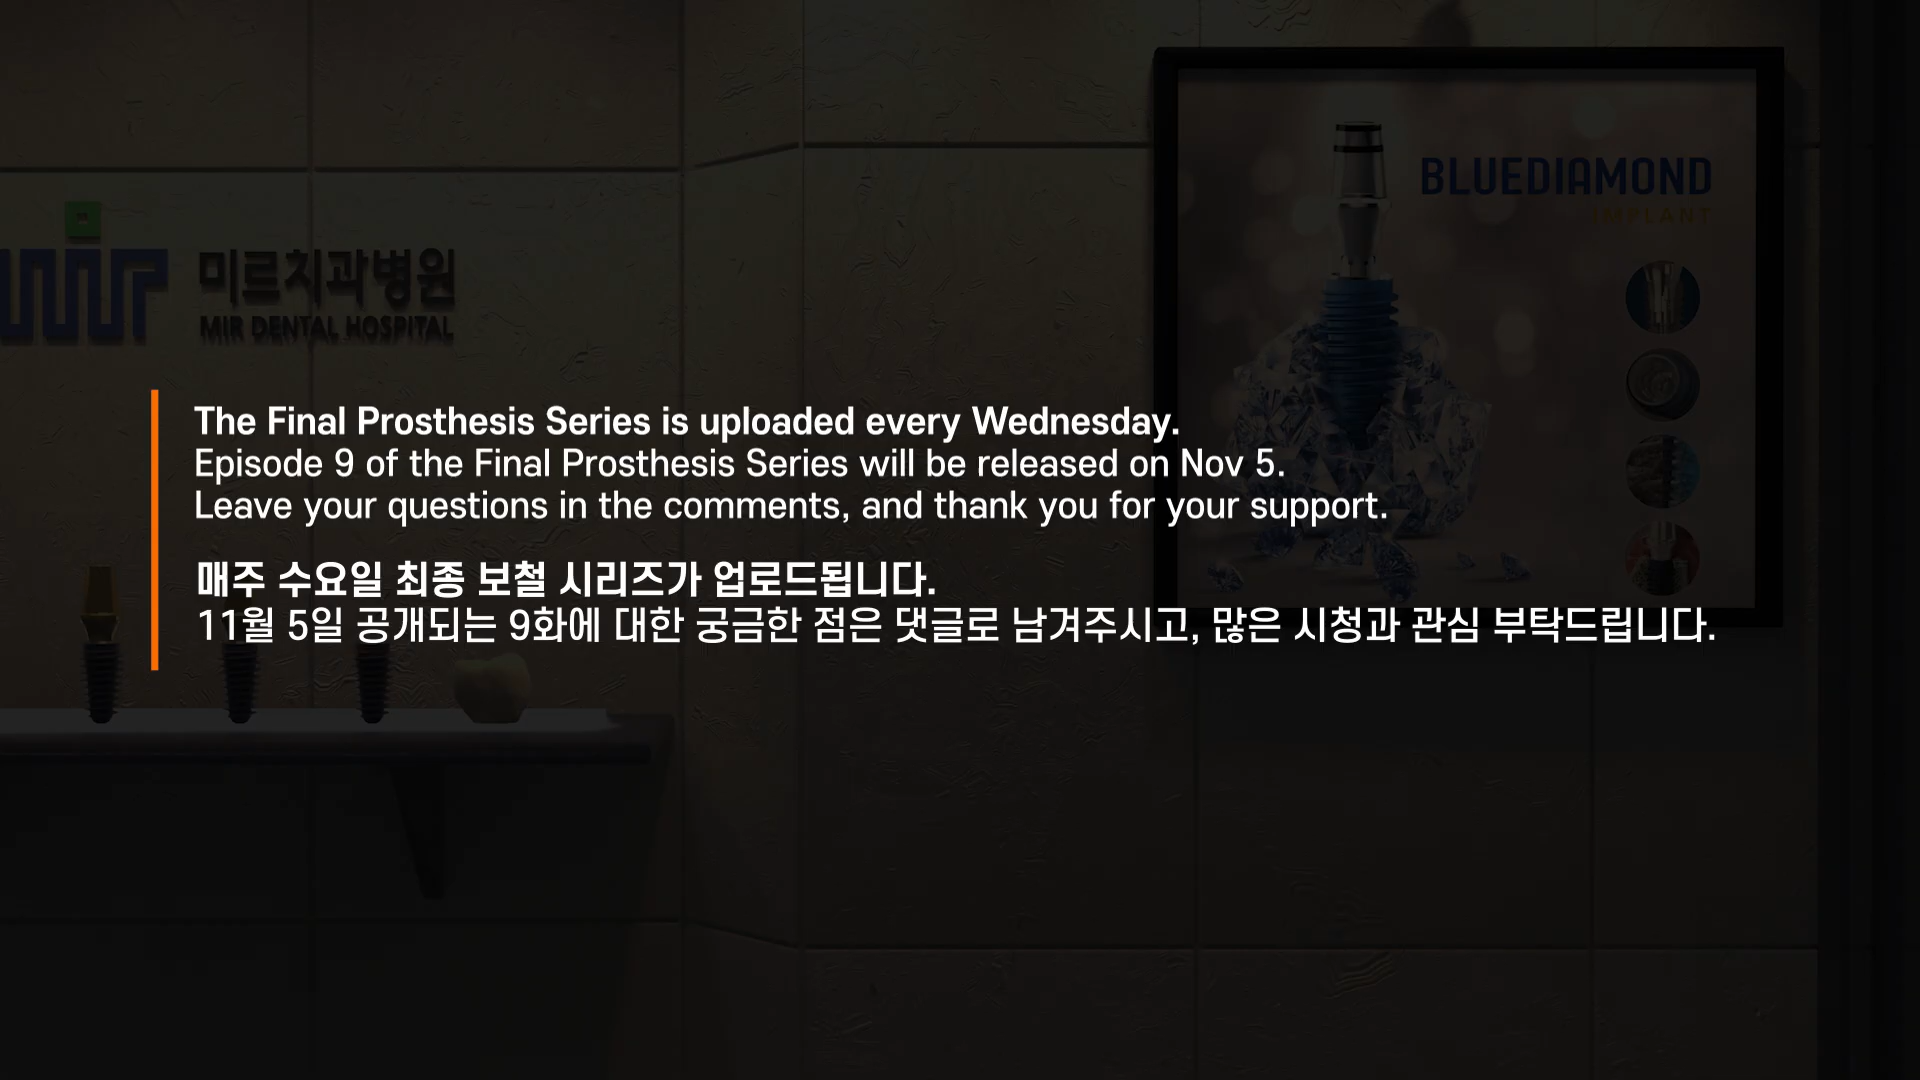 BLUEDIAMOND
IMPLANT
mir
미르치과병원
MIR DENTAL HOSPITAL
The Final Prosthesis Series is uploaded every Wednesday.
Episode 9 of the Final Prosthesis Series will be released on Nov 5.
Leave your questions in the comments, and thank you for your support.
매주 수요일 최종 보철 시리즈가 업로드됩니다.
11월 5일 공개되는 9화에 대한 궁금한 점은 댓글로 남겨주시고, 많은 시청과 관심 부탁드립니다.